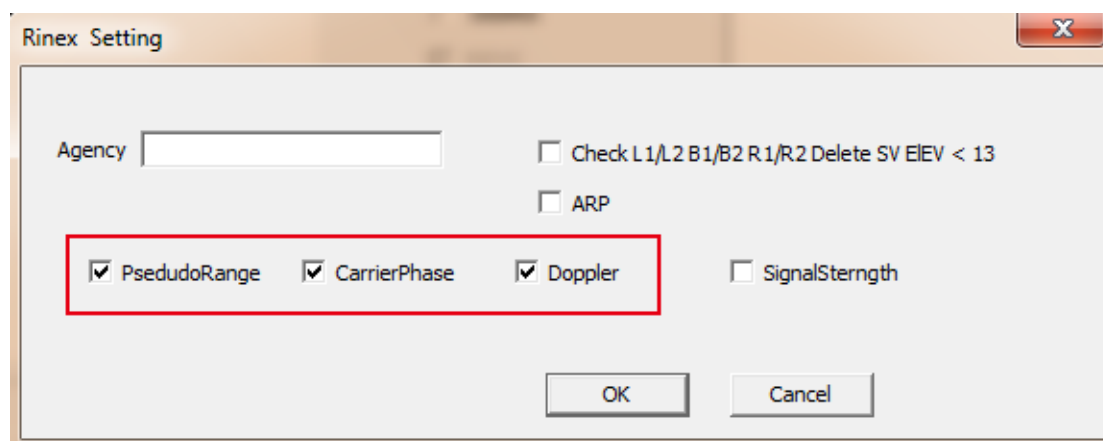 Rinex Setting
Agency
Check L1/L2 B1/B2 R1/R2 Delete SV ElEV < 13
ARP
PsedudoRange CarrierPhase Doppler SignalSterngth
OK Cancel